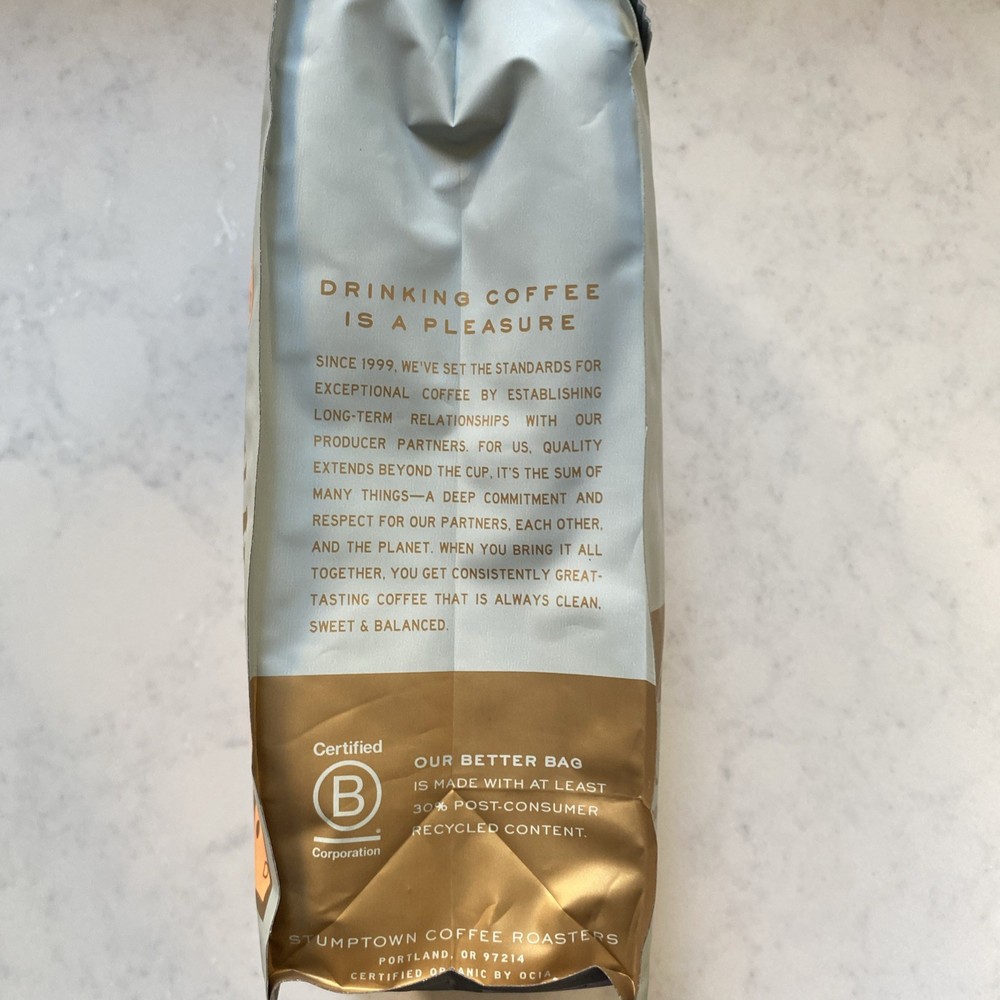 DRINKING COFFEE
IS A PLEASURE
SINCE 1999, WE'VE SET THE STANDARDS FOR
EXCEPTIONAL COFFEE BY ESTABLISHING
LONG-TERM RELATIONSHIPS WITH OUR
PRODUCER PARTNERS. FOR US, QUALITY
EXTENDS BEYOND THE CUP, IT'S THE SUM OF
MANY THINGS—A DEEP COMMITMENT AND
RESPECT FOR OUR PARTNERS, EACH OTHER,
AND THE PLANET. WHEN YOU BRING IT ALL
TOGETHER, YOU GET CONSISTENTLY GREAT-
TASTING COFFEE THAT IS ALWAYS CLEAN,
SWEET & BALANCED.
Certified
B
Corporation
OUR BETTER BAG
IS MADE WITH AT LEAST
30% POST-CONSUMER
RECYCLED CONTENT.
STUMPTOWN COFFEE ROASTERS
PORTLAND, OR 97214
CERTIFIED ORGANIC BY OCIA